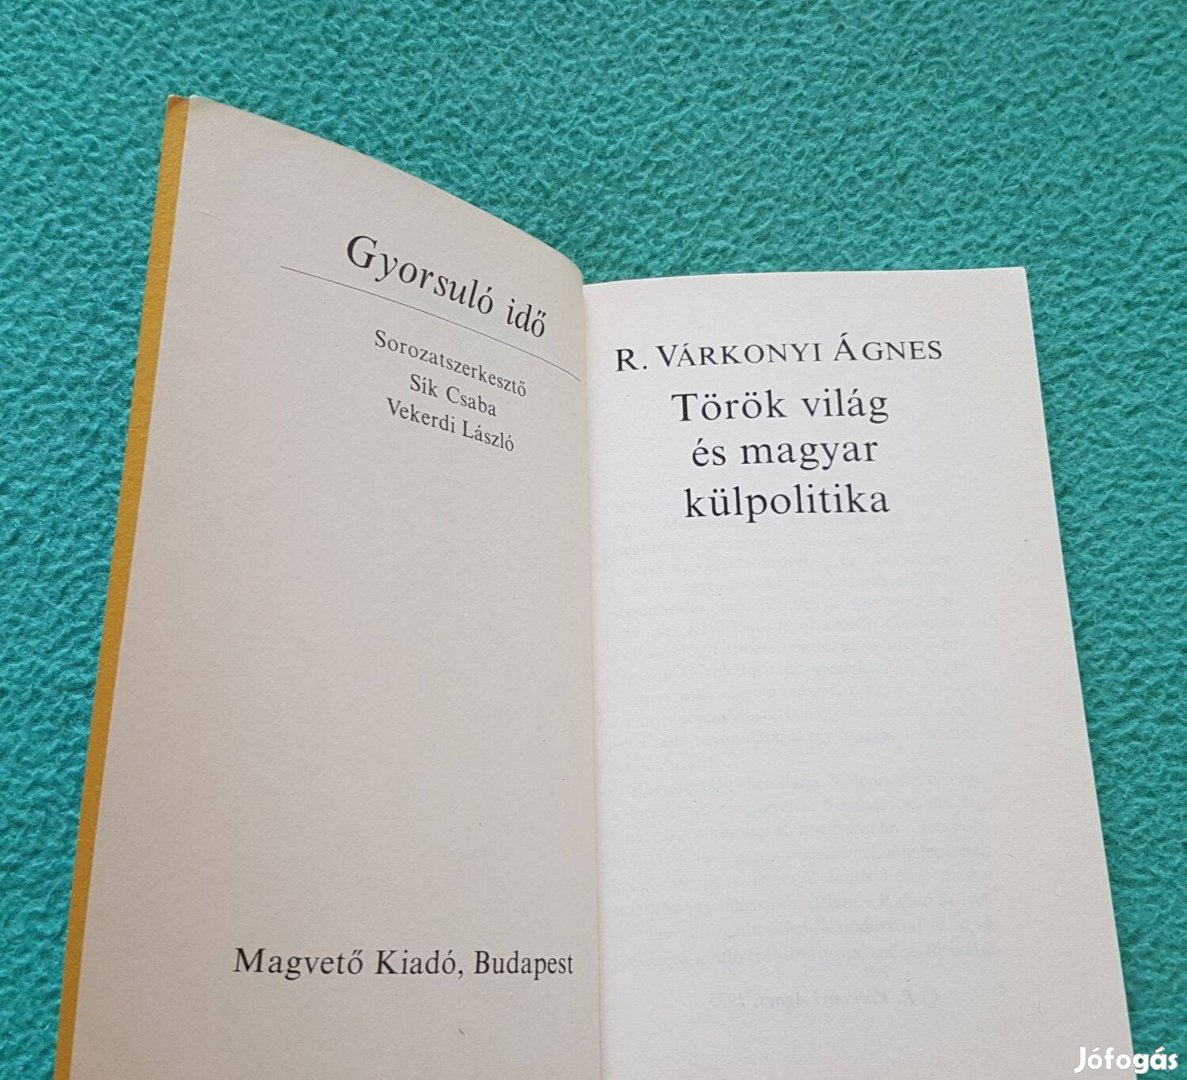 Gyorsuló idő
Sorozatszerkesztő
Sík Csaba
Vekerdi László
Magvető Kiadó, Budapest
R. VÁRKONYI ÁGNES
Török világ
és magyar
külpolitika
Jófogás